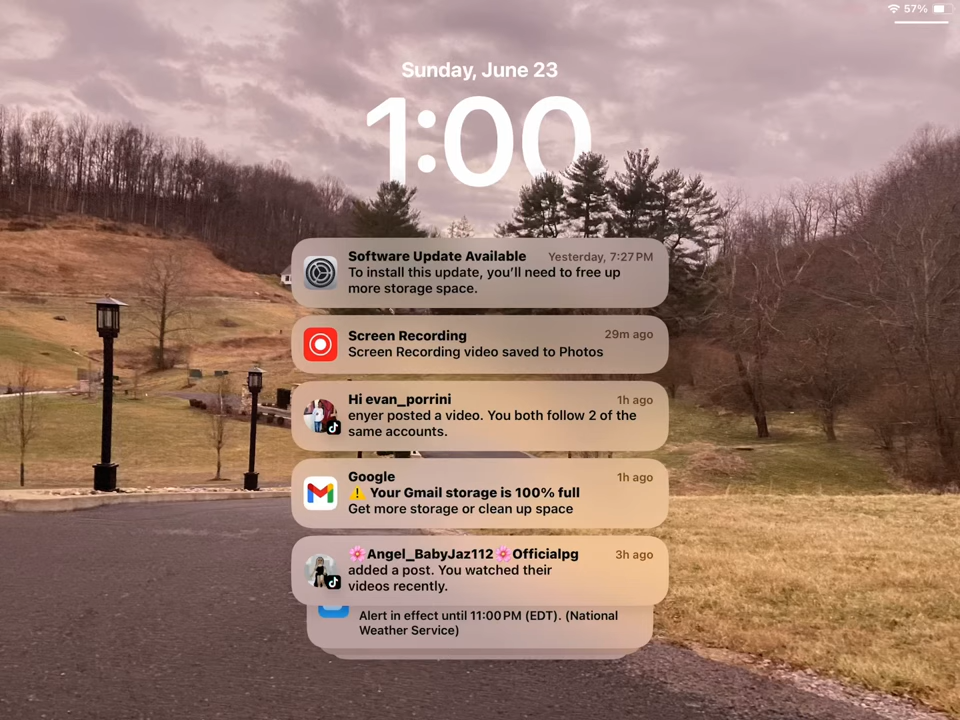 57%
Sunday, June 23
1:00
Software Update Available Yesterday, 7:27 PM
To install this update, you’ll need to free up
more storage space.
Screen Recording 29m ago
Screen Recording video saved to Photos
Hi evan_porrini 1h ago
enyer posted a video. You both follow 2 of the
same accounts.
Google 1h ago
⚠️ Your Gmail storage is 100% full
Get more storage or clean up space
🌸Angel_BabyJaz112🌸Officialpg 3h ago
added a post. You watched their
videos recently.
Alert in effect until 11:00 PM (EDT). (National
Weather Service)